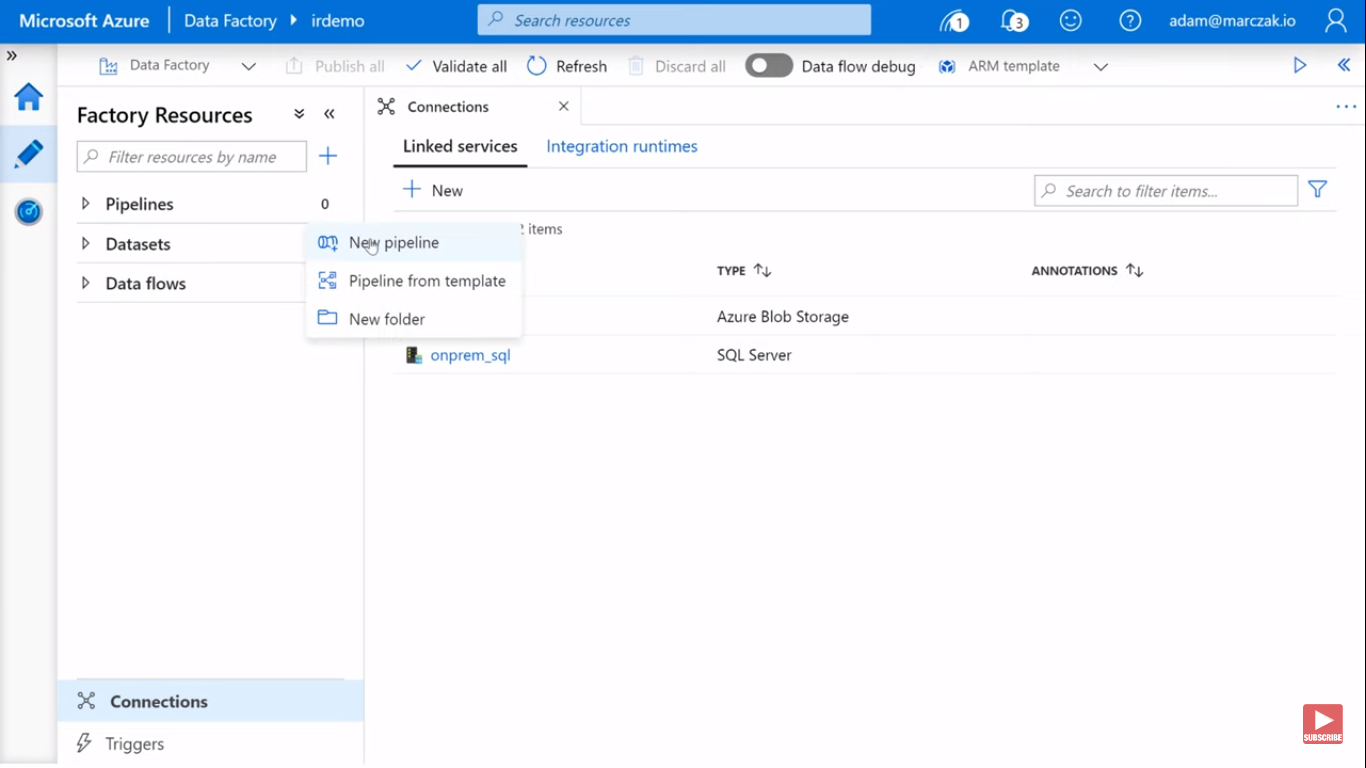 Microsoft Azure Data Factory irdemo Search resources 1 3 adam@marczak.io
Data Factory Publish all Validate all Refresh Discard all Data flow debug ARM template
Factory Resources
Filter resources by name
Pipelines 0
Datasets
Data flows
New pipeline
Pipeline from template
New folder
Connections
Linked services Integration runtimes
New Search to filter items...
items
TYPE ANNOTATIONS
Azure Blob Storage
onprem_sql SQL Server
Connections
Triggers
SUBSCRIBE